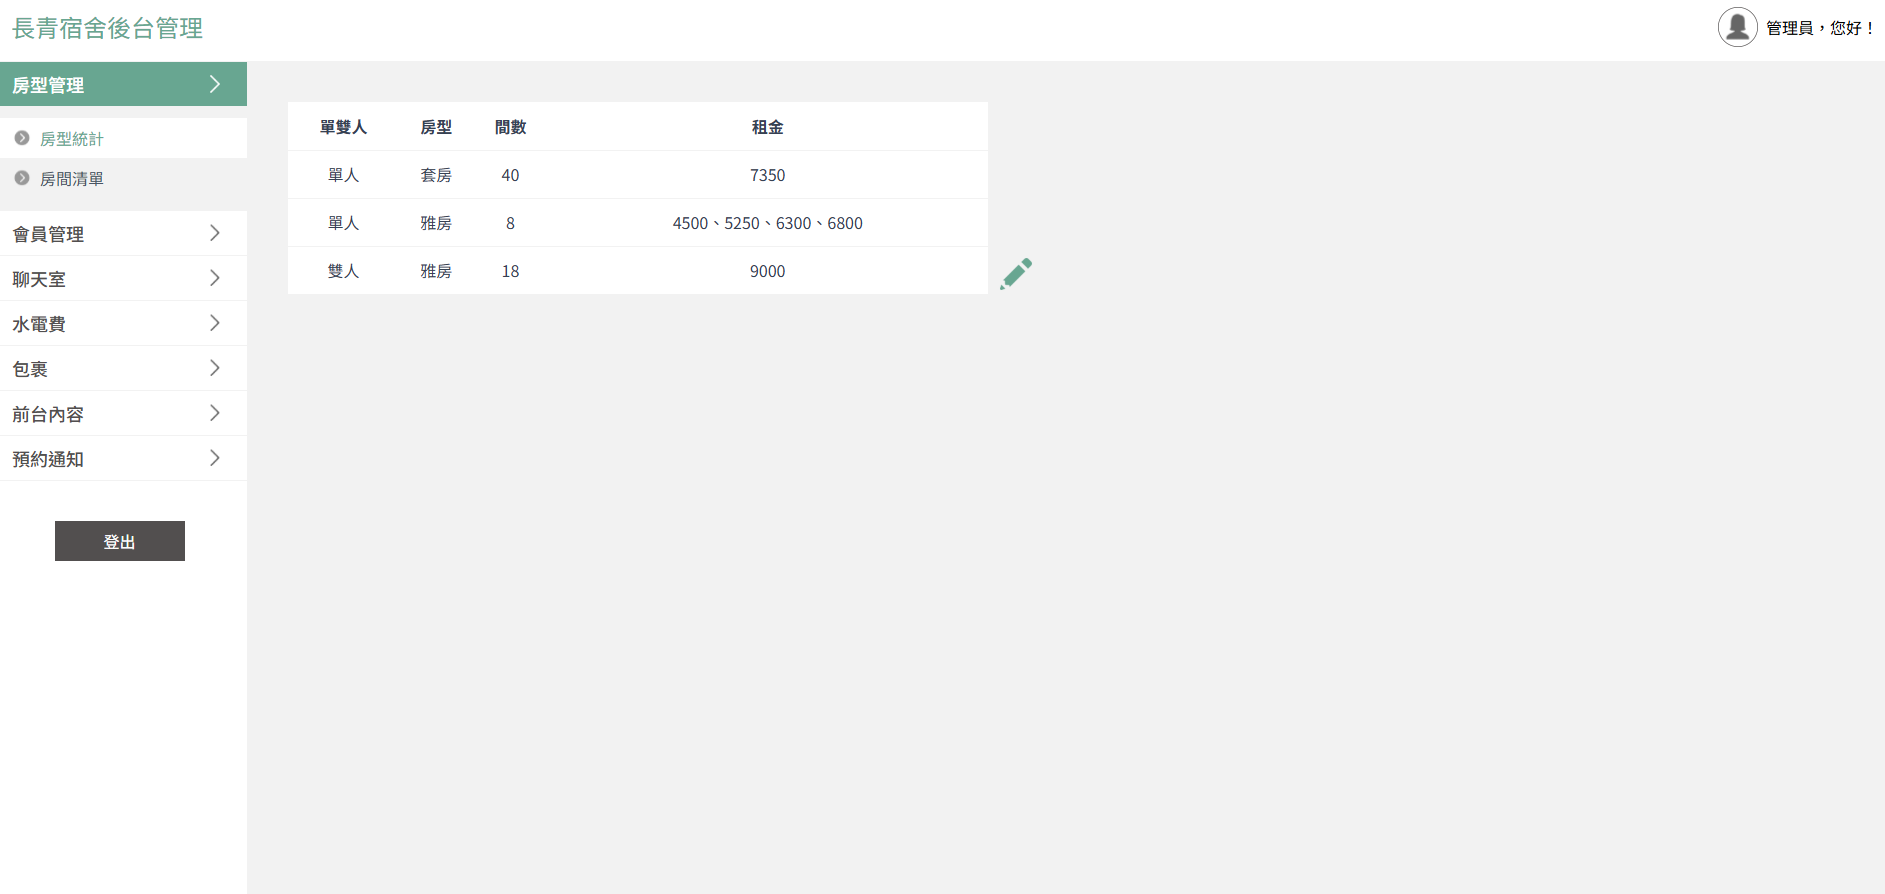 長青宿舍後台管理
管理員，您好！
房型管理
房型統計
房間清單
會員管理
聊天室
水電費
包裹
前台內容
預約通知
登出
單雙人 房型 間數 租金
單人 套房 40 7350
單人 雅房 8 4500、5250、6300、6800
雙人 雅房 18 9000